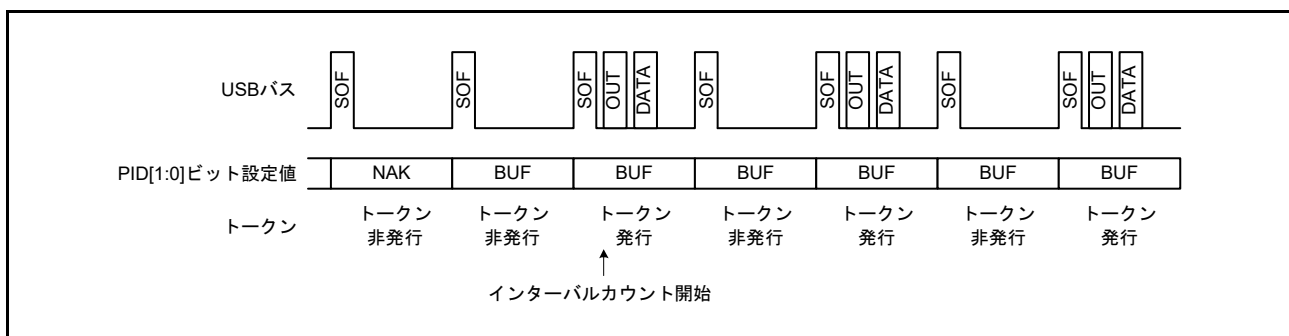 USBバス
SOF SOF SOF OUT DATA SOF SOF OUT DATA SOF SOF OUT DATA
PID[1:0]ビット設定値 NAK BUF BUF BUF BUF BUF BUF
トークン トークン トークン トークン トークン トークン トークン トークン
非発行 非発行 発行 非発行 発行 非発行 発行
インターバルカウント開始